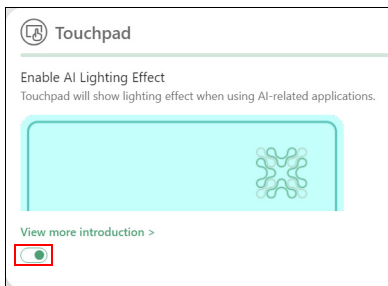 Touchpad
Enable AI Lighting Effect
Touchpad will show lighting effect when using AI-related applications.
View more introduction >